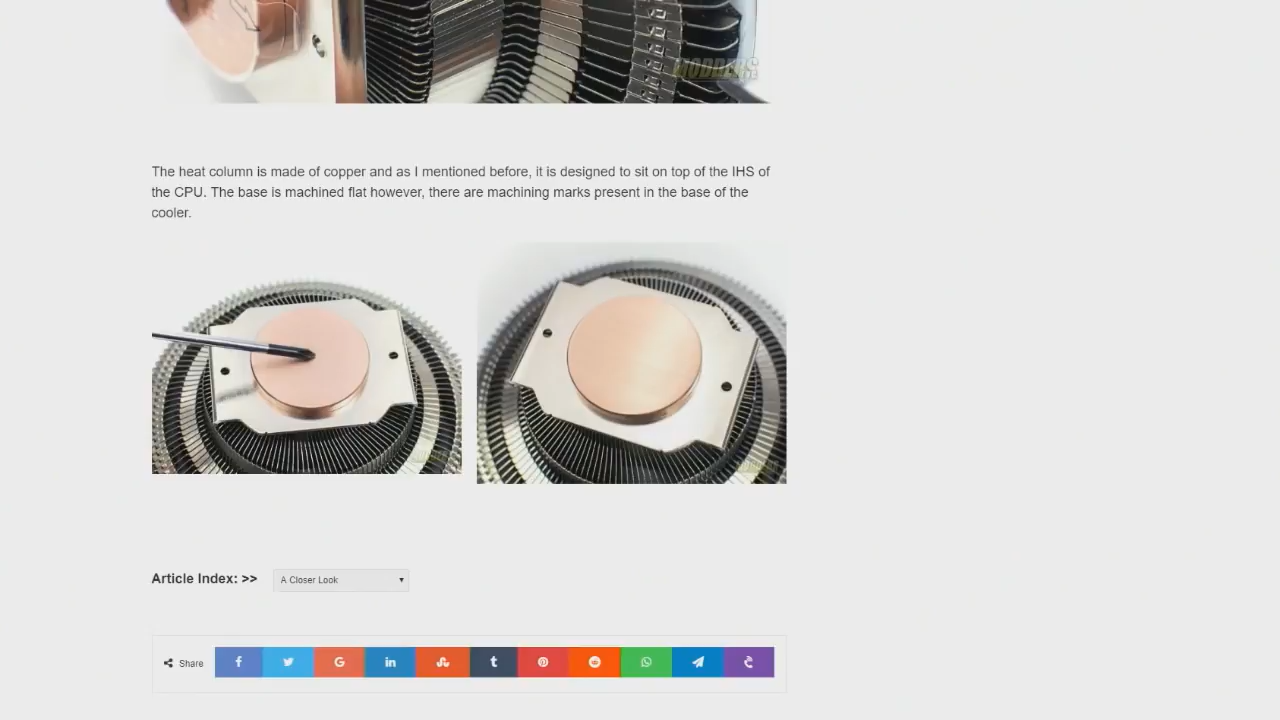 The heat column is made of copper and as I mentioned before, it is designed to sit on top of the IHS of
the CPU. The base is machined flat however, there are machining marks present in the base of the
cooler.
Article Index: >>
A Closer Look
Share